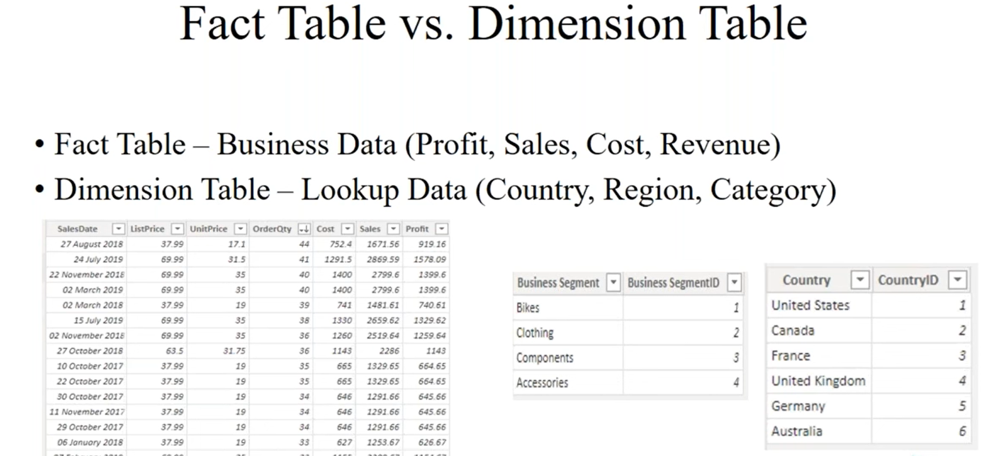 Fact Table vs. Dimension Table
• Fact Table – Business Data (Profit, Sales, Cost, Revenue)
• Dimension Table – Lookup Data (Country, Region, Category)
SalesDate ListPrice UnitPrice OrderQty Cost Sales Profit
27 August 2018 37.99 17.1 44 752.4 1671.56 919.16
24 July 2019 69.99 31.5 41 1291.5 2869.59 1578.09
22 November 2018 69.99 35 40 1400 2799.6 1399.6
02 March 2019 69.99 35 40 1400 2799.6 1399.6
02 March 2018 37.99 19 39 741 1481.61 740.61
15 July 2019 69.99 35 38 1330 2659.62 1329.62
02 November 2018 69.99 35 36 1260 2519.64 1259.64
27 October 2018 63.5 31.75 36 1143 2286 1143
10 October 2017 37.99 19 35 665 1329.65 664.65
22 October 2017 37.99 19 35 665 1329.65 664.65
30 October 2017 37.99 19 34 646 1291.66 645.66
11 November 2017 37.99 19 34 646 1291.66 645.66
29 October 2017 37.99 19 34 646 1291.66 645.66
06 January 2018 37.99 19 33 627 1253.67 626.67
Business Segment Business SegmentID
Bikes 1
Clothing 2
Components 3
Accessories 4
Country CountryID
United States 1
Canada 2
France 3
United Kingdom 4
Germany 5
Australia 6